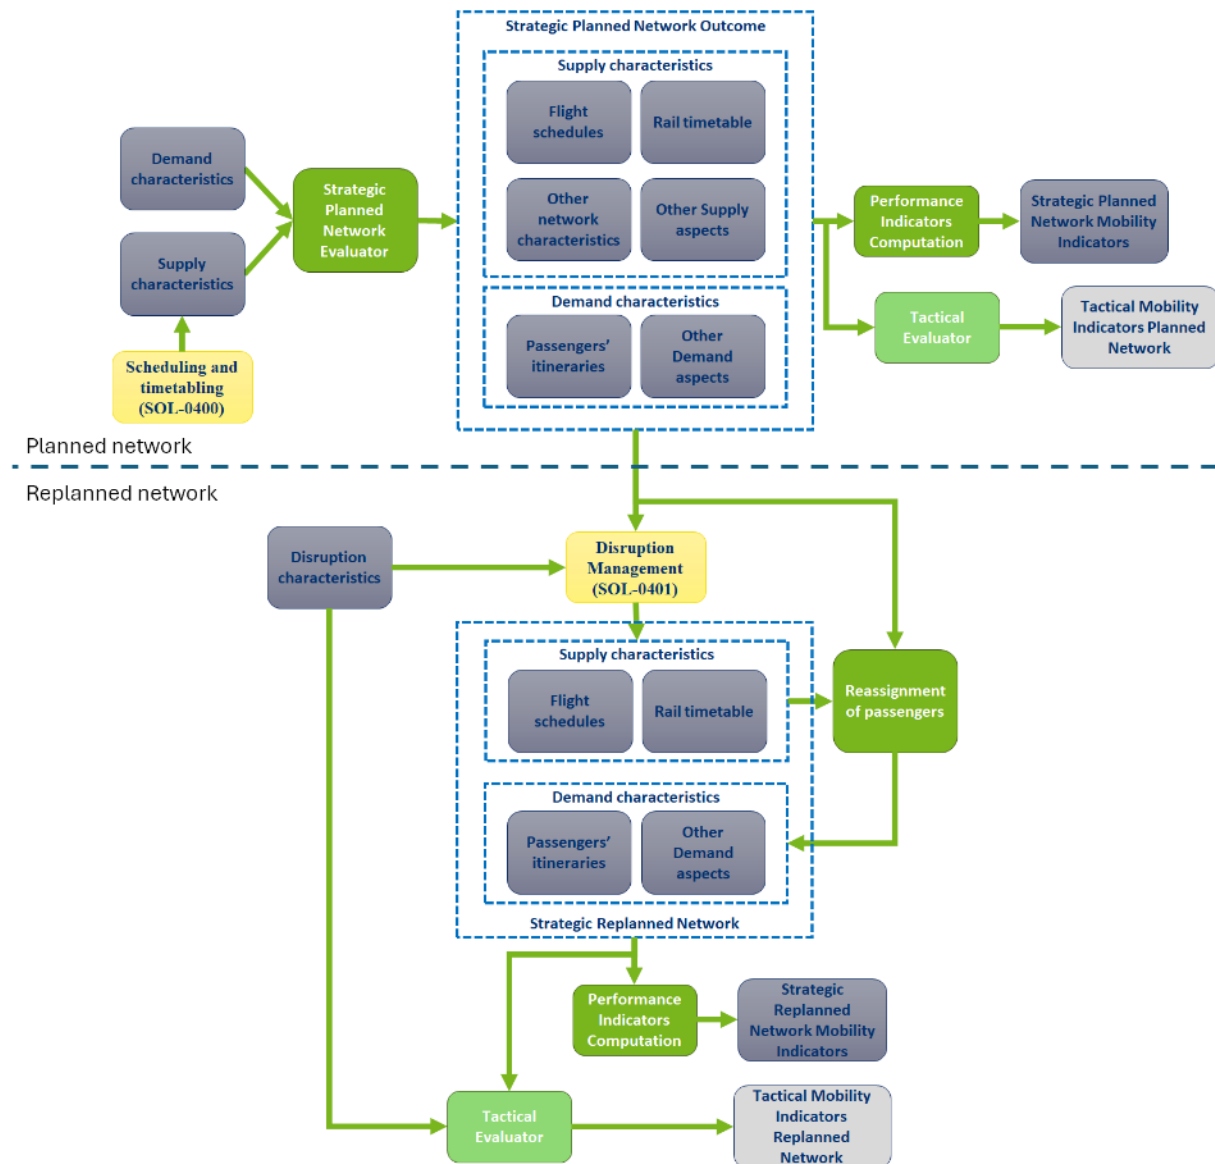 Strategic Planned Network Outcome
Supply characteristics
Flight
schedules
Rail timetable
Other
network
characteristics
Other Supply
aspects
Demand characteristics
Passengers’
itineraries
Other
Demand
aspects
Demand
characteristics
Supply
characteristics
Scheduling and
timetabling
(SOL-0400)
Strategic
Planned
Network
Evaluator
Performance
Indicators
Computation
Strategic Planned
Network Mobility
Indicators
Tactical
Evaluator
Tactical Mobility
Indicators Planned
Network
Planned network
Replanned network
Disruption
characteristics
Disruption
Management
(SOL-0401)
Supply characteristics
Flight
schedules
Rail timetable
Reassignment
of passengers
Demand characteristics
Passengers’
itineraries
Other
Demand
aspects
Strategic Replanned Network
Performance
Indicators
Computation
Strategic
Replanned
Network Mobility
Indicators
Tactical
Evaluator
Tactical Mobility
Indicators
Replanned
Network